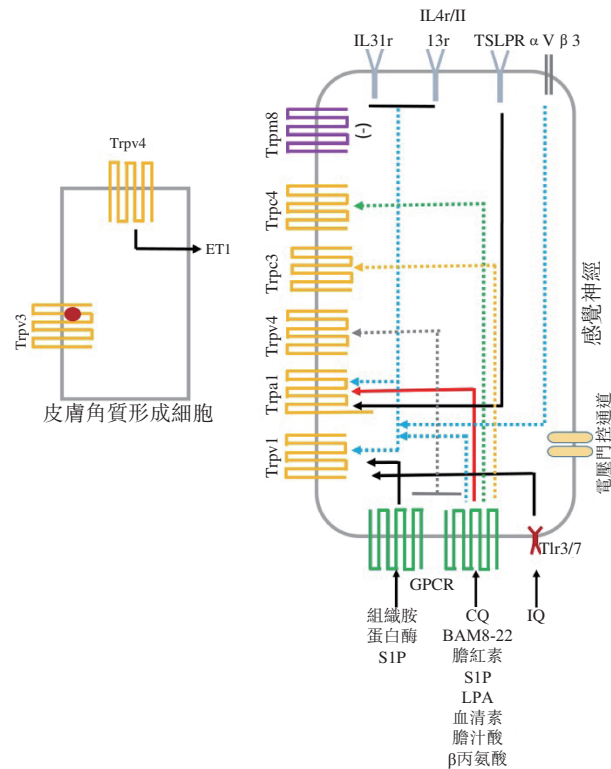 IL4r/II
IL31r
13r
TSLPR
α V β 3
Trpv4
ET1
Trpv3
皮膚角質形成細胞
Trpm8
(-)
Trpc4
Trpc3
Trpv4
Trpa1
Trpv1
感覺神經
電壓門控通道
Tlr3/7
GPCR
組織胺
蛋白酶
S1P
CQ
BAM8-22
膽紅素
S1P
LPA
血清素
膽汁酸
β丙氨酸
IQ